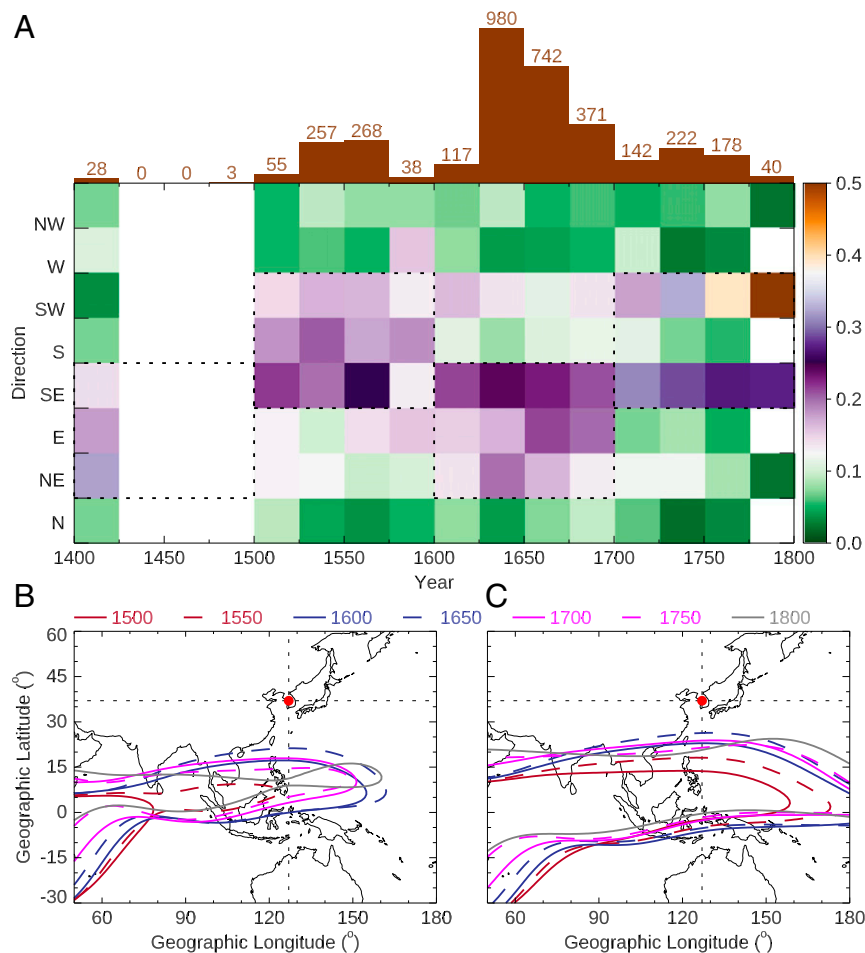 A
980
742
371
257 268
222
178
142
117
55
38
40
28 0 0 3
NW
W
SW
S
SE
E
NE
N
Direction
0.5
0.4
0.3
0.2
0.1
0.0
1400 1450 1500 1550 1600 1650 1700 1750 1800
Year
B
C
1500 1550 1600 1650
1700 1750 1800
60
45
30
15
0
-15
-30
Geographic Latitude (°)
60 90 120 150 180
60 90 120 150 180
Geographic Longitude (°)
Geographic Longitude (°)